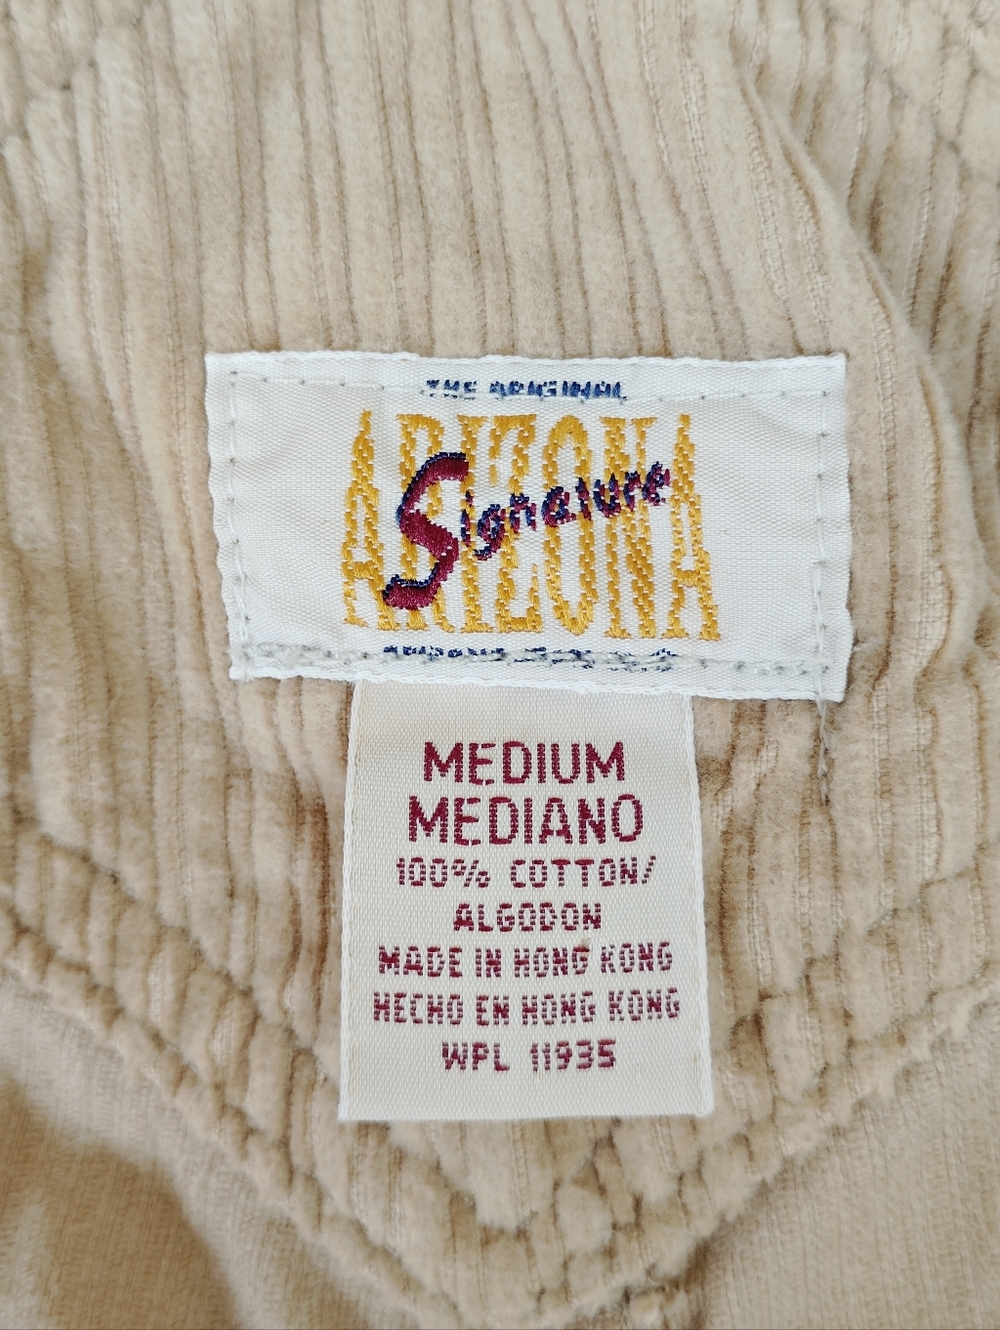 THE ORIGINAL
ARIZONA
Signature
MEDIUM
MEDIANO
100% COTTON/
ALGODON
MADE IN HONG KONG
HECHO EN HONG KONG
WPL 11935